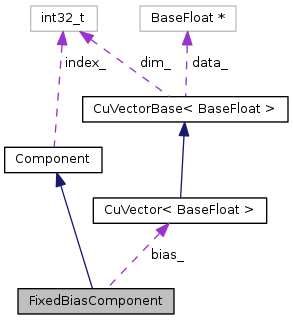 int32_t
BaseFloat *
index_
dim_
data_
CuVectorBase< BaseFloat >
Component
CuVector< BaseFloat >
bias_
FixedBiasComponent